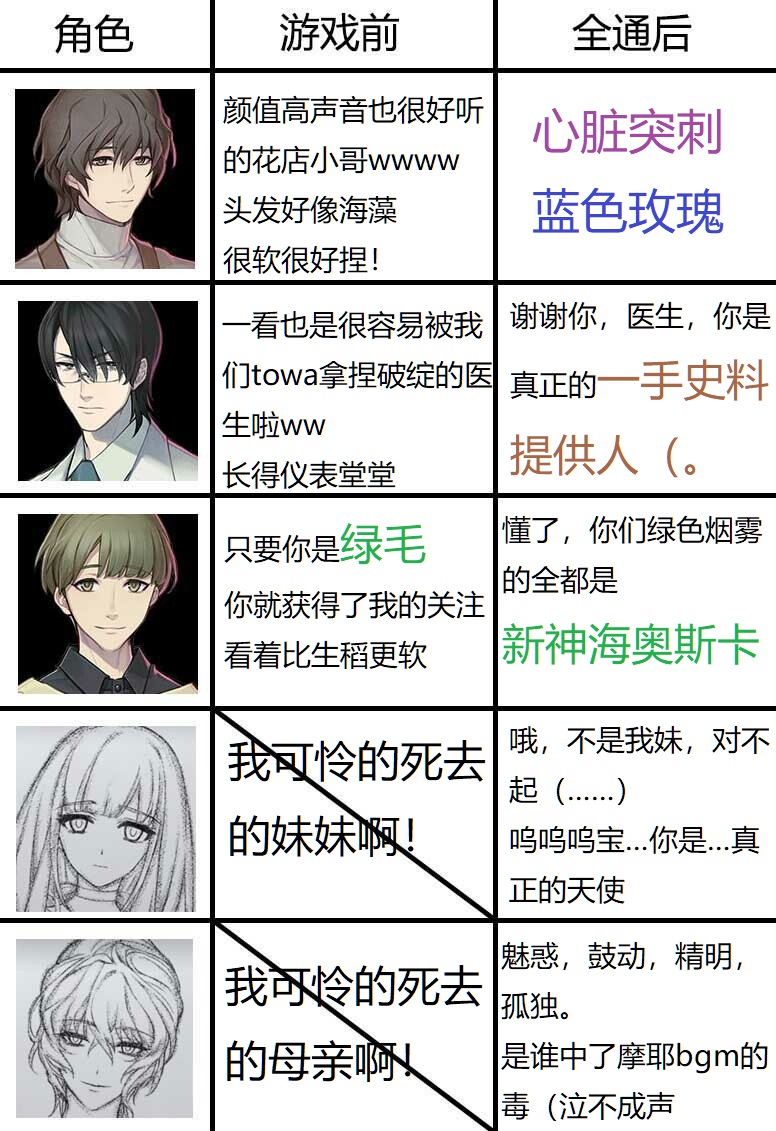 角色 游戏前 全通后
颜值高声音也很好听
的花店小哥wwww
头发好像海藻
很软很好捏！
心脏突刺
蓝色玫瑰
一看也是很容易被我
们towa拿捏破绽的医
生啦ww
长得仪表堂堂
谢谢你，医生，你是
真正的一手史料
提供人（。
只要你是绿毛
你就获得了我的关注
看着比生稻更软
懂了，你们绿色烟雾
的全都是
新神海奥斯卡
我可怜的死去
的妹妹啊！
哦，不是我妹，对不
起（……）
呜呜呜宝…你是…真
正的天使
我可怜的死去
的母亲啊！
魅惑，鼓动，精明，
孤独。
是谁中了摩耶bgm的
毒（泣不成声